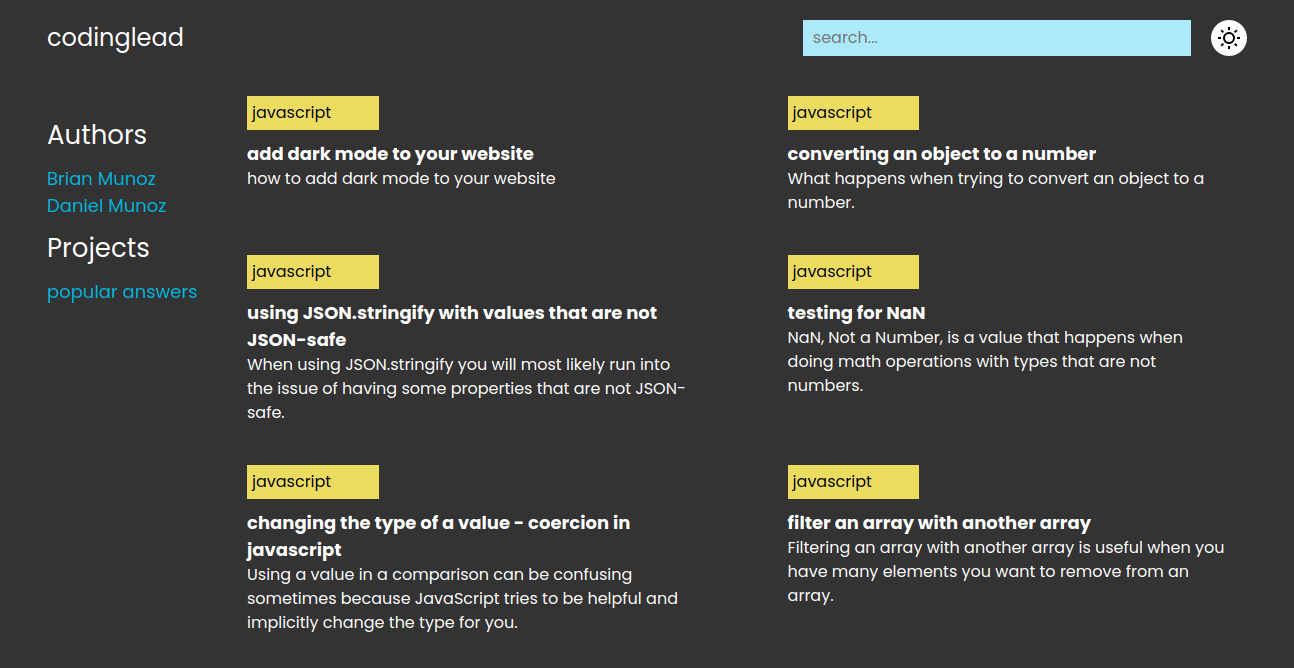 codinglead
search...
Authors
Brian Munoz
Daniel Munoz
Projects
popular answers
javascript
add dark mode to your website
how to add dark mode to your website
javascript
converting an object to a number
What happens when trying to convert an object to a
number.
javascript
using JSON.stringify with values that are not
JSON-safe
When using JSON.stringify you will most likely run into
the issue of having some properties that are not JSON-
safe.
javascript
testing for NaN
NaN, Not a Number, is a value that happens when
doing math operations with types that are not
numbers.
javascript
changing the type of a value - coercion in
javascript
Using a value in a comparison can be confusing
sometimes because JavaScript tries to be helpful and
implicitly change the type for you.
javascript
filter an array with another array
Filtering an array with another array is useful when you
have many elements you want to remove from an
array.